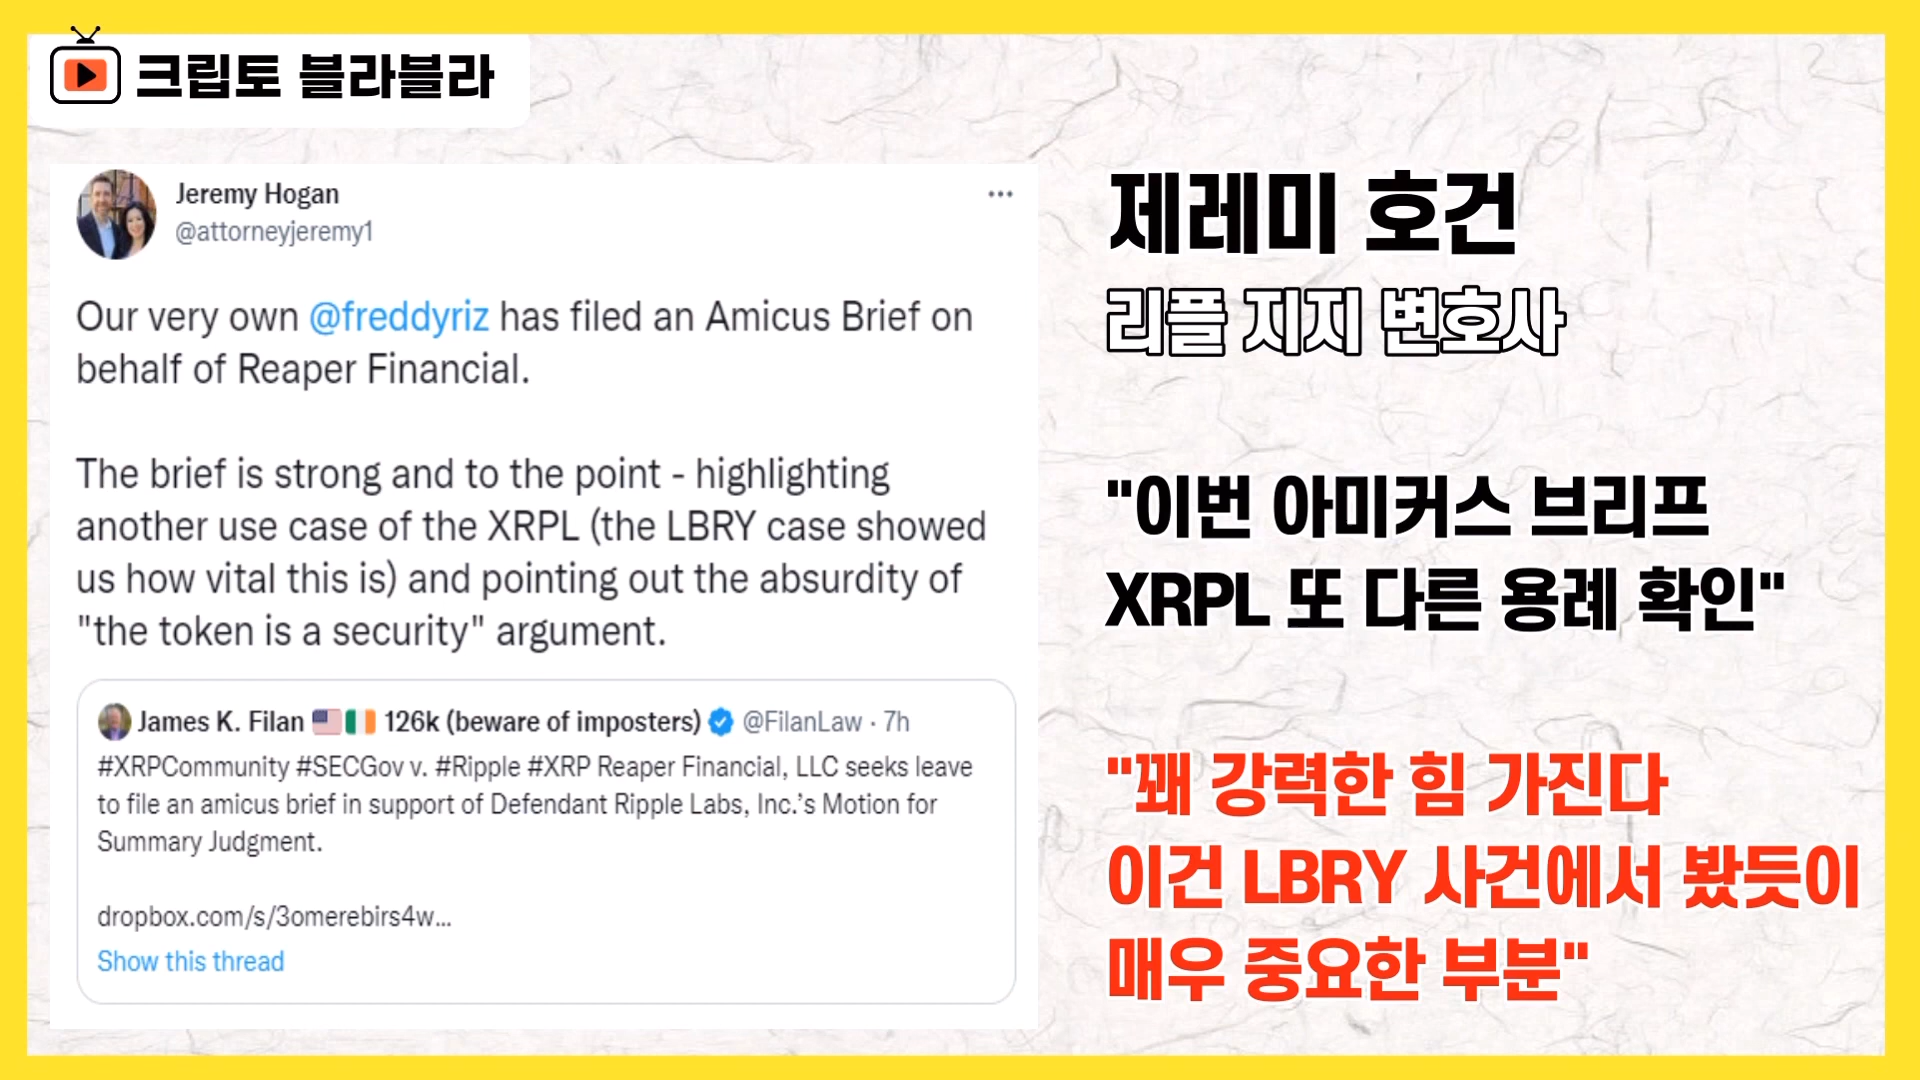 크립토 블라블라
Jeremy Hogan
@attorneyjeremy1
Our very own @freddyriz has filed an Amicus Brief on
behalf of Reaper Financial.
The brief is strong and to the point - highlighting
another use case of the XRPL (the LBRY case showed
us how vital this is) and pointing out the absurdity of
"the token is a security" argument.
James K. Filan 🇺🇸🇮🇪 126k (beware of imposters) @FilanLaw · 7h
#XRPCommunity #SECGov v. #Ripple #XRP Reaper Financial, LLC seeks leave
to file an amicus brief in support of Defendant Ripple Labs, Inc.'s Motion for
Summary Judgment.
dropbox.com/s/3omerebirs4w...
Show this thread
제레미 호건
리플 지지 변호사
"이번 아미커스 브리프
XRPL 또 다른 용례 확인"
"꽤 강력한 힘 가진다
이건 LBRY 사건에서 봤듯이
매우 중요한 부분"